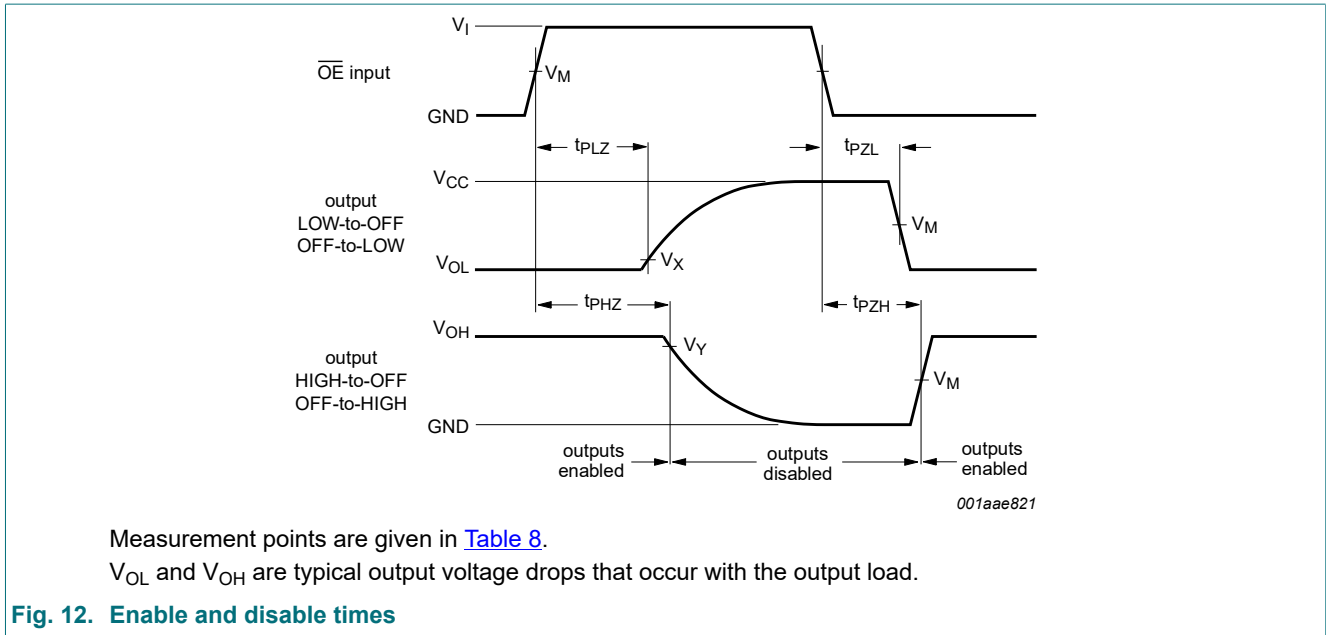 V_I
OE input
V_M
GND
t_PLZ
t_PZL
V_CC
output
LOW-to-OFF
OFF-to-LOW
V_M
V_OL
V_X
t_PHZ
t_PZH
V_OH
V_Y
output
HIGH-to-OFF
OFF-to-HIGH
V_M
GND
outputs
enabled
outputs
disabled
outputs
enabled
001aae821
Measurement points are given in Table 8.
V_OL and V_OH are typical output voltage drops that occur with the output load.
Fig. 12. Enable and disable times